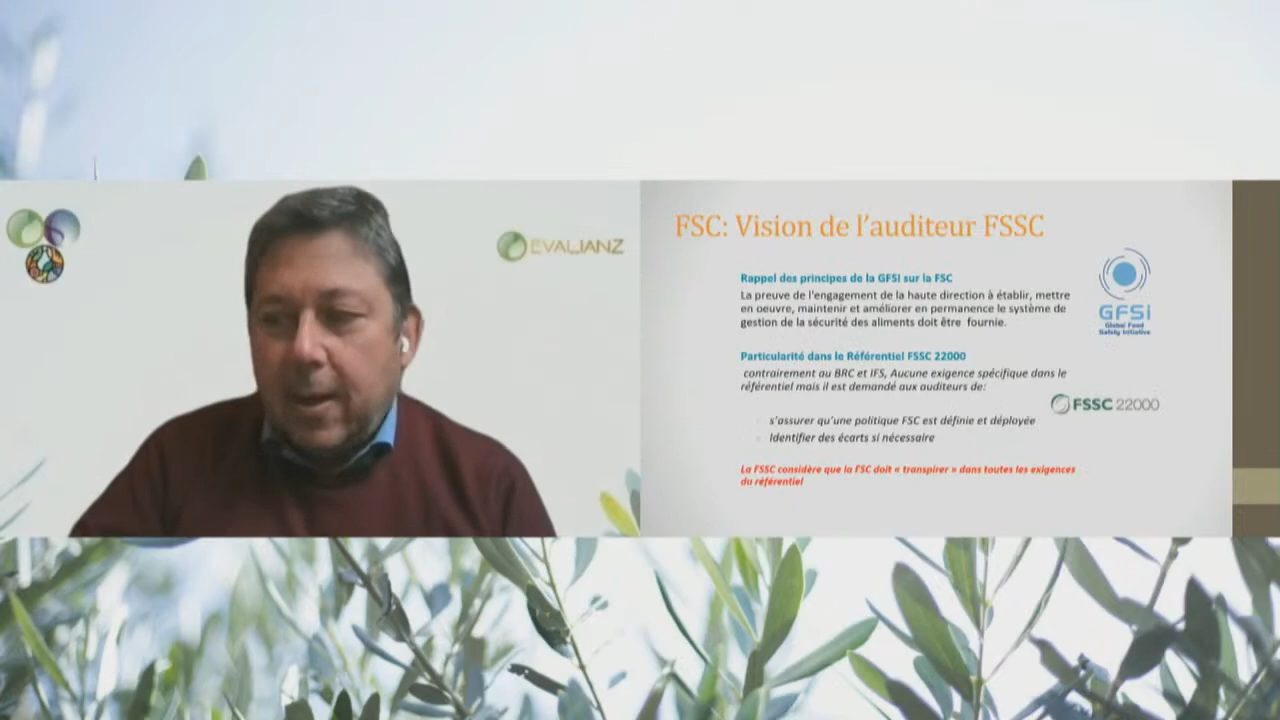 EVALIANZ
FSC: Vision de l'auditeur FSSC
Rappel des principes de la GFSI sur la FSC
La preuve de l'engagement de la haute direction à établir, mettre
en oeuvre, maintenir et améliorer en permanence le système de
gestion de la sécurité des aliments doit être fournie.
GFSi
Global Food
Safety Initiative
Particularité dans le Référentiel FSSC 22000
contrairement au BRC et IFS, Aucune exigence spécifique dans le
référentiel mais il est demandé aux auditeurs de:
FSSC 22000
s'assurer qu'une politique FSC est définie et déployée
Identifier des écarts si nécessaire
La FSSC considère que la FSC doit « transpirer » dans toutes les exigences
du référentiel